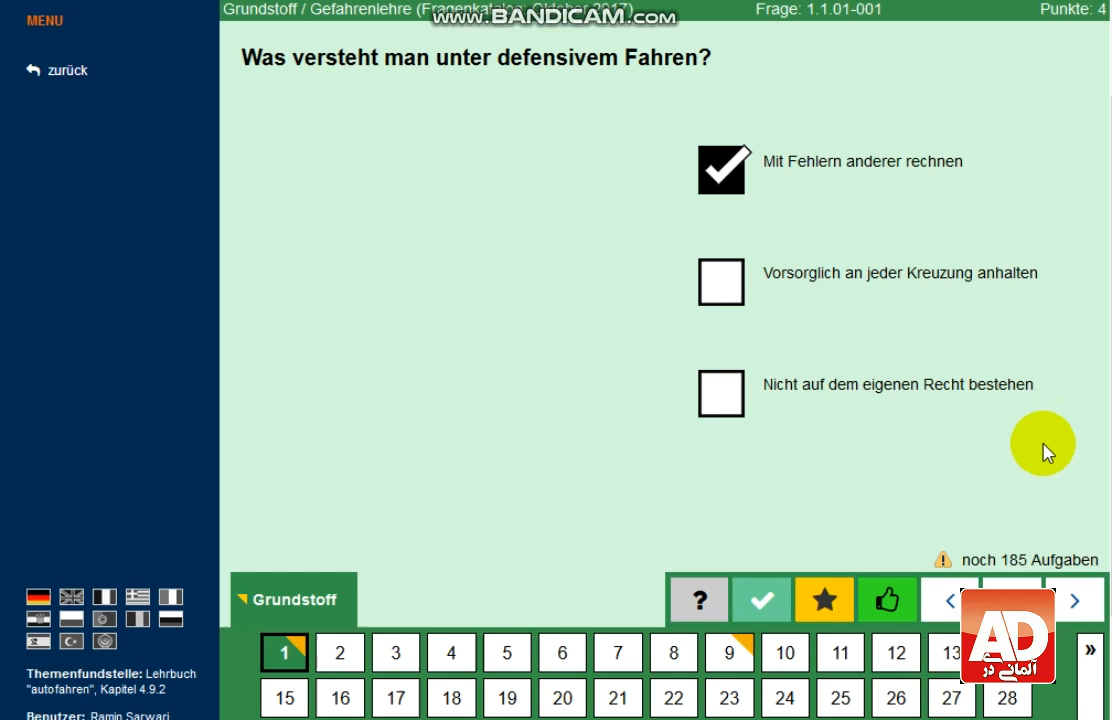 MENU
zurück
Grundstoff / Gefahrenlehre (Fragenkatalog: Oktober 2017)
www.BANDICAM.com
Frage: 1.1.01-001
Punkte: 4
Was versteht man unter defensivem Fahren?
Mit Fehlern anderer rechnen
Vorsorglich an jeder Kreuzung anhalten
Nicht auf dem eigenen Recht bestehen
noch 185 Aufgaben
Grundstoff
?
1 2 3 4 5 6 7 8 9 10 11 12 13 »
15 16 17 18 19 20 21 22 23 24 25 26 27 28
AD
آلمانی در
Themenfundstelle: Lehrbuch
"autofahren", Kapitel 4.9.2
Benutzer: Ramin Sarwari